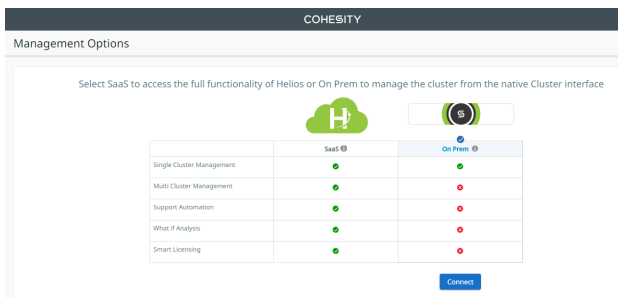 COHESITY
Management Options
Select SaaS to access the full functionality of Helios or On Prem to manage the cluster from the native Cluster interface
H
S
SaaS On Prem
Single Cluster Management
Multi Cluster Management
Support Automation
What if Analysis
Smart Licensing
Connect